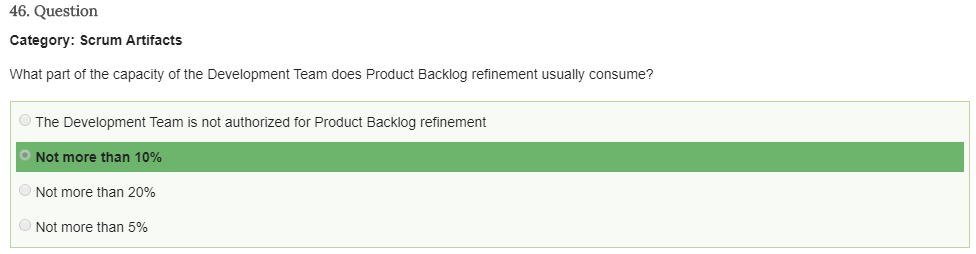 46. Question
Category: Scrum Artifacts
What part of the capacity of the Development Team does Product Backlog refinement usually consume?
The Development Team is not authorized for Product Backlog refinement
Not more than 10%
Not more than 20%
Not more than 5%